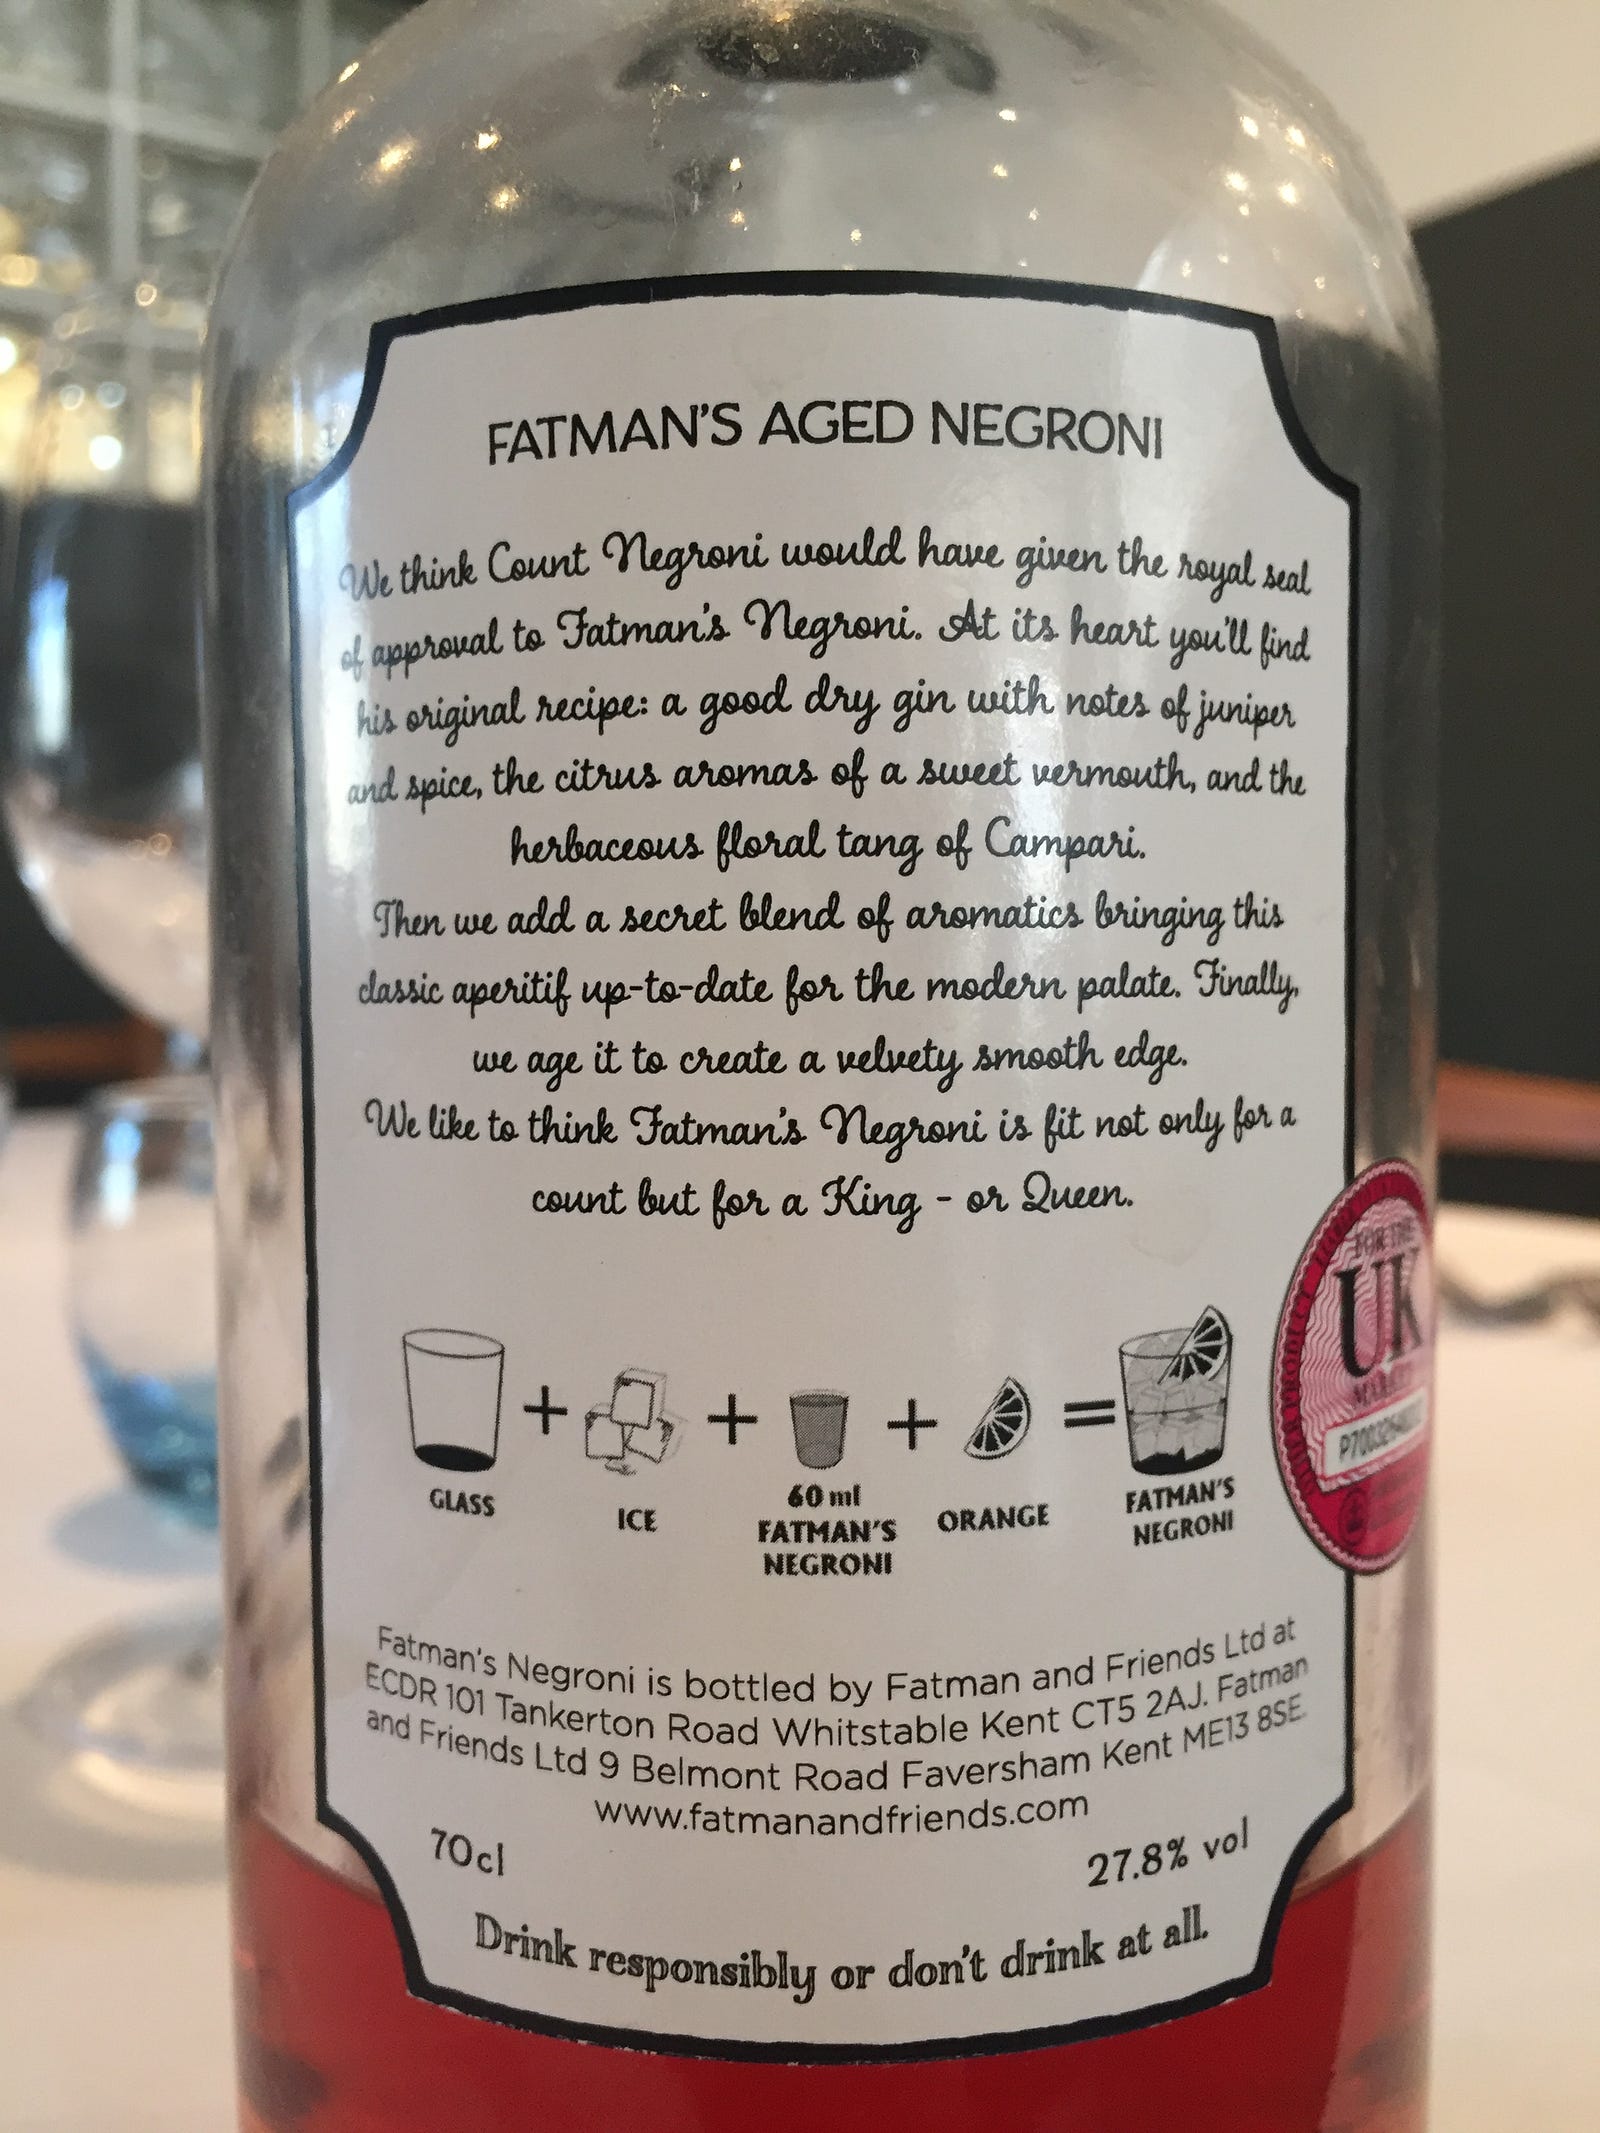 FATMAN'S AGED NEGRONI
We think Count Negroni would have given the royal seal
of approval to Fatman's Negroni. At its heart you'll find
his original recipe: a good dry gin with notes of juniper
and spice, the citrus aromas of a sweet vermouth, and the
herbaceous floral tang of Campari.
Then we add a secret blend of aromatics bringing this
classic aperitif up-to-date for the modern palate. Finally,
we age it to create a velvety smooth edge.
We like to think Fatman's Negroni is fit not only for a
count but for a King - or Queen.
+ + + =
GLASS
ICE
60 ml
FATMAN'S
NEGRONI
ORANGE
FATMAN'S
NEGRONI
FOR THE
UK
Fatman's Negroni is bottled by Fatman and Friends Ltd at
ECDR 101 Tankerton Road Whitstable Kent CT5 2AJ. Fatman
and Friends Ltd 9 Belmont Road Faversham Kent ME13 8SE
www.fatmanandfriends.com
70cl
27.8% vol
Drink responsibly or don't drink at all.